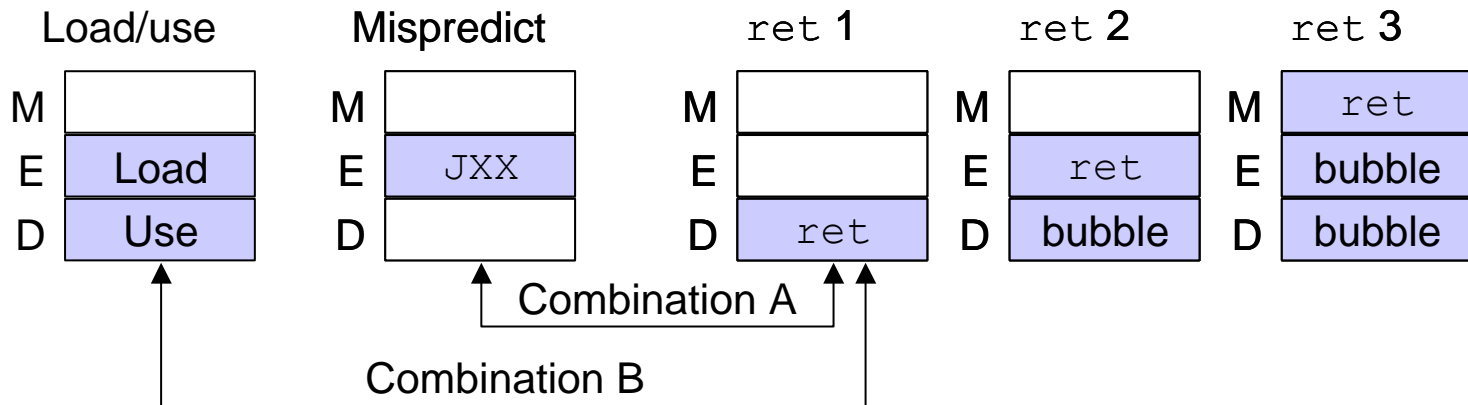 Load/use Mispredict ret 1 ret 2 ret 3
M M M M M ret
E Load E JXX E E ret E bubble
D Use D D ret D bubble D bubble
Combination A
Combination B